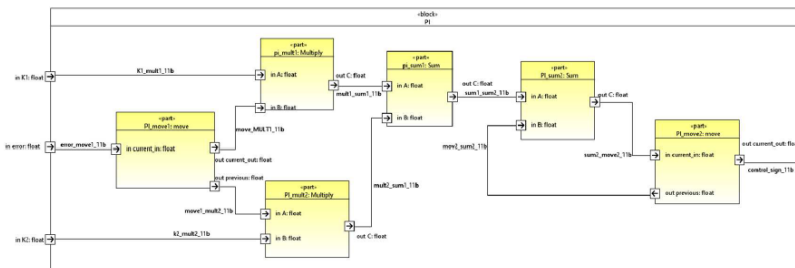 «block»
PI
«part»
pi_mult1: Multiply
in A: float
in B: float
out C: float
«part»
pi_sum1: Sum
in A: float
in B: float
out C: float
«part»
PI_sum2: Sum
in A: float
in B: float
out C: float
«part»
PI_move1: move
in current_in: float
out current_out: float
out previous: float
«part»
PI_move2: move
in current_in: float
out previous: float
out current_out: flo
«part»
PI_mult2: Multiply
in A: float
in B: float
out C: float
in K1: float
K1_mult1_11b
in error: float
error_move1_11b
in K2: float
k2_mult2_11b
move_MULT1_11b
move1_mult2_11b
mult1_sum1_11b
mult2_sum1_11b
sum1_sum2_11b
mov2_sum2_11b
sum2_move2_11b
control_sign_11b